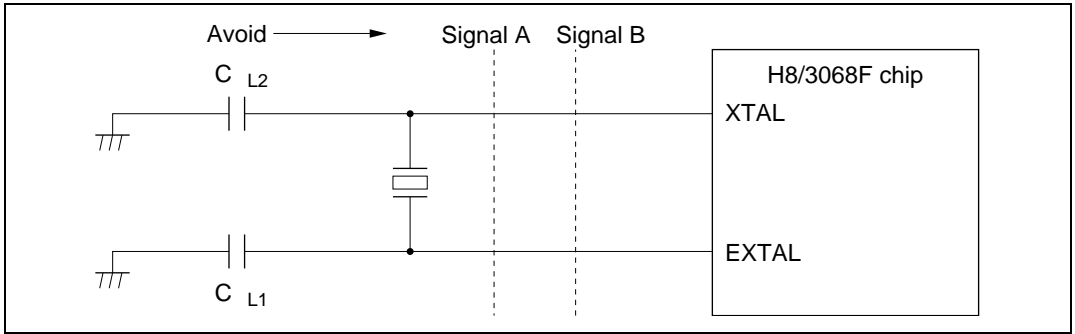 Avoid
Signal A
Signal B
C L2
H8/3068F chip
XTAL
EXTAL
C L1